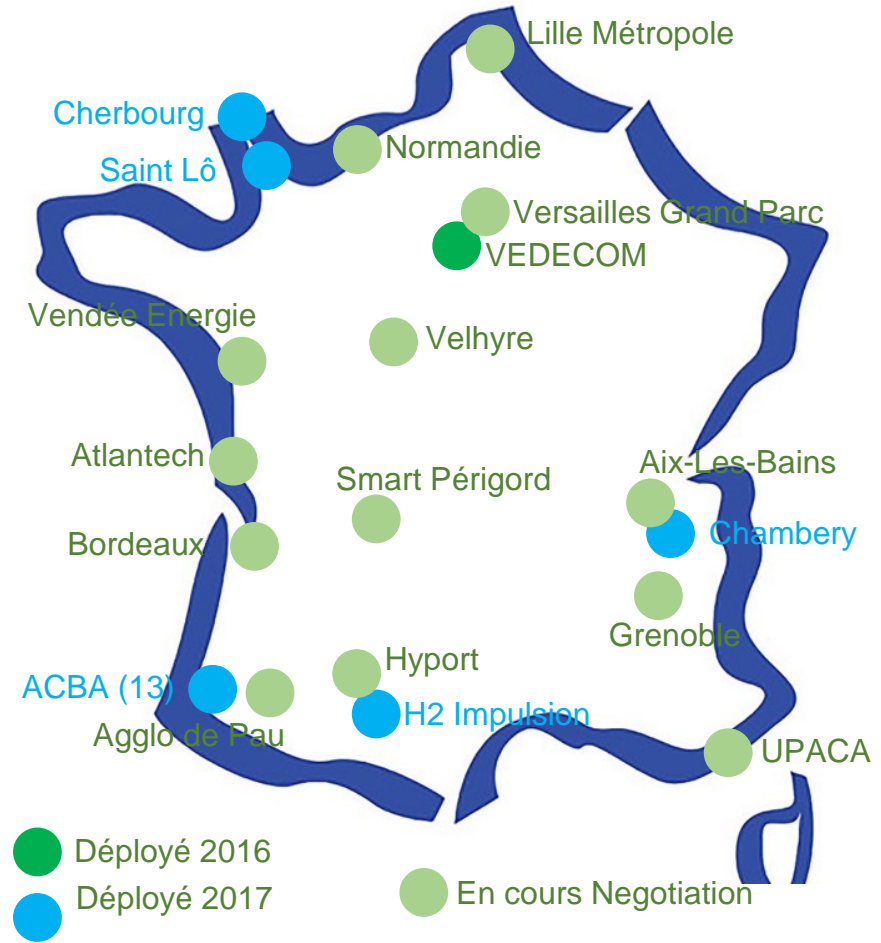 Lille Métropole
Cherbourg
Normandie
Saint Lô
Versailles Grand Parc
VEDECOM
Vendée Energie
Velhyre
Atlantech
Aix-Les-Bains
Smart Périgord
Bordeaux
Chambery
Grenoble
Hyport
ACBA (13)
H2 Impulsion
Agglo de Pau
UPACA
Déployé 2016
Déployé 2017
En cours Negotiation